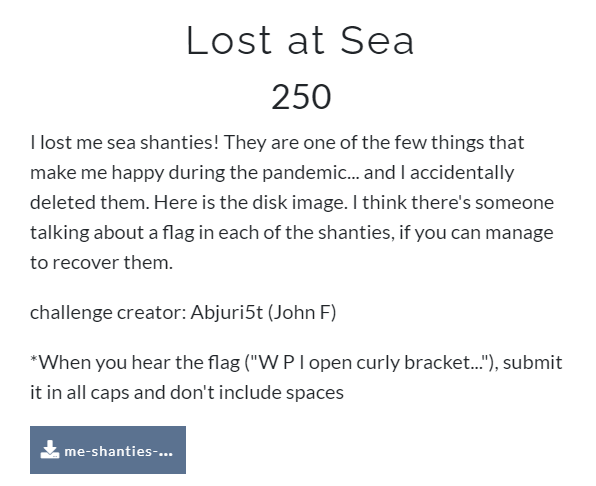 Lost at Sea
250
I lost me sea shanties! They are one of the few things that
make me happy during the pandemic... and I accidentally
deleted them. Here is the disk image. I think there's someone
talking about a flag in each of the shanties, if you can manage
to recover them.
challenge creator: Abjuri5t (John F)
*When you hear the flag ("W P I open curly bracket..."), submit
it in all caps and don't include spaces
me-shanties-...